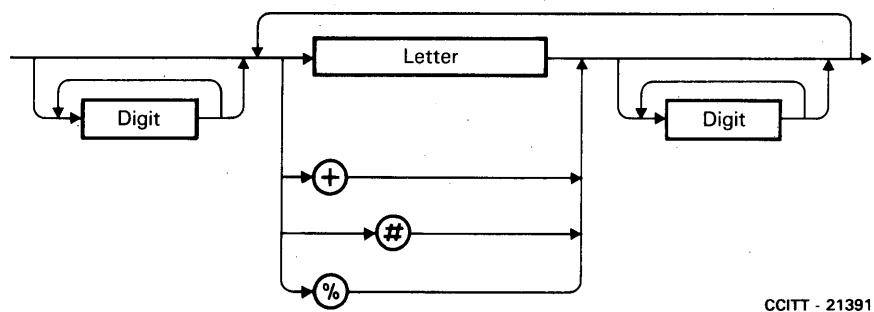 Letter
Digit
Digit
+
#
%
CCITT - 21391